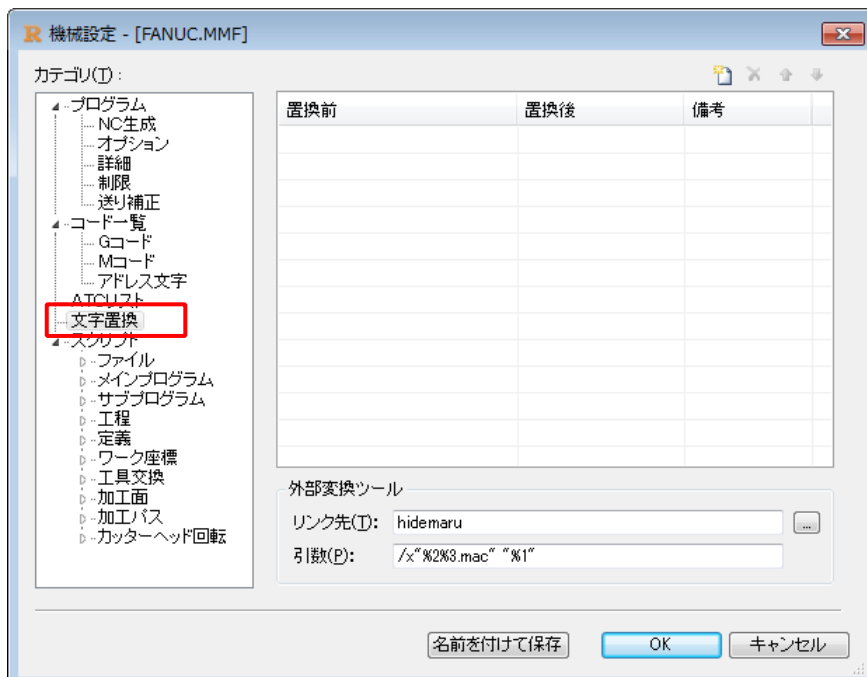 機械設定 - [FANUC.MMF]
カテゴリ(T):
プログラム
NC生成
オプション
詳細
制限
送り補正
コード一覧
Gコード
Mコード
アドレス文字
ATCリスト
文字置換
スクリプト
ファイル
メインプログラム
サブプログラム
工程
定義
ワーク座標
工具交換
加工面
加工パス
カッターヘッド回転
置換前 置換後 備考
外部変換ツール
リンク先(T): hidemaru ...
引数(P): /x"%2%3.mac" "%1"
名前を付けて保存 OK キャンセル